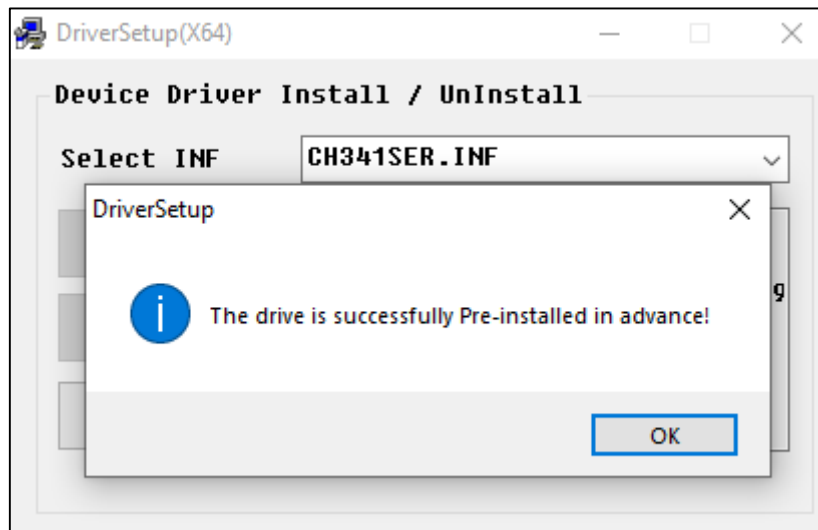 DriverSetup(X64)
Device Driver Install / UnInstall
Select INF CH341SER.INF
DriverSetup
g
The drive is successfully Pre-installed in advance!
OK